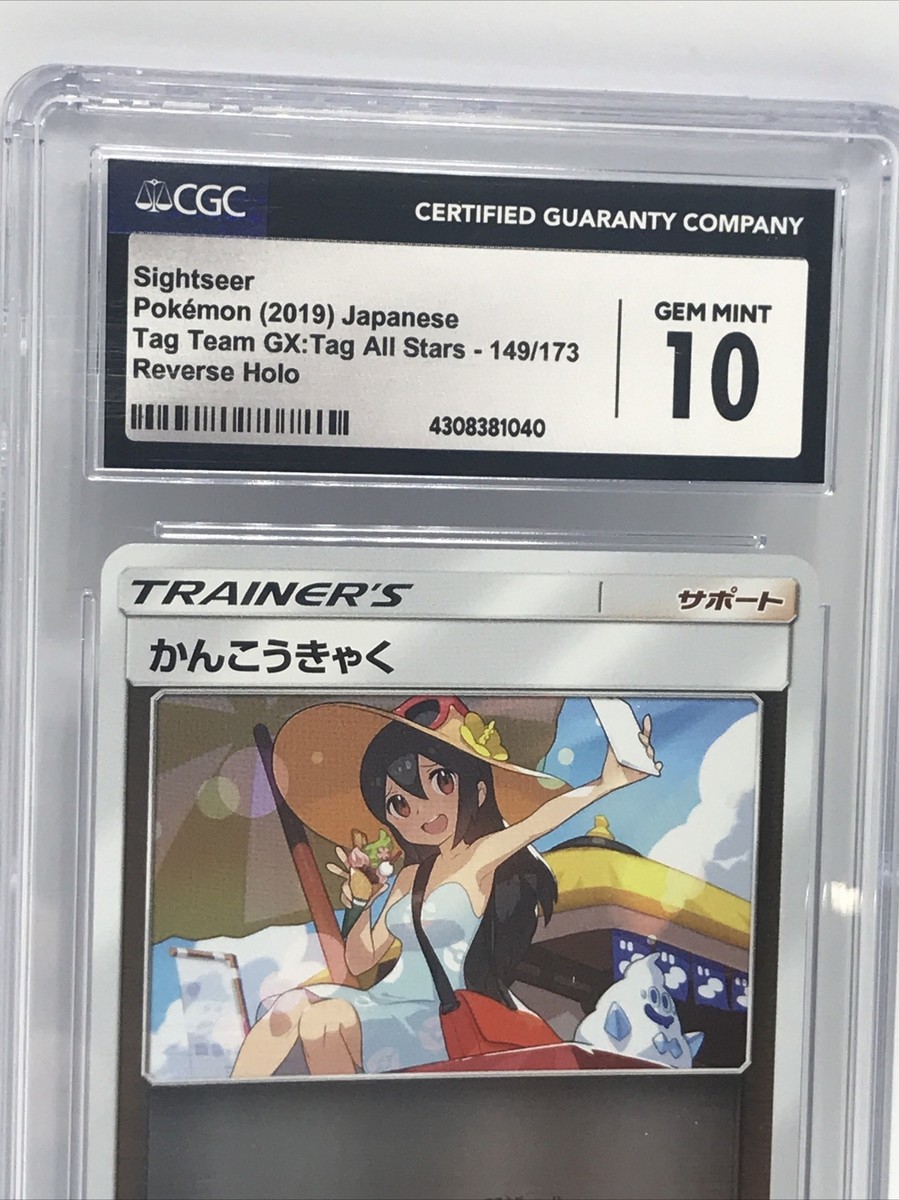 CGC
CERTIFIED GUARANTY COMPANY
Sightseer
Pokémon (2019) Japanese
Tag Team GX:Tag All Stars - 149/173
Reverse Holo
4308381040
GEM MINT
10
TRAINER'S
サポート
かんこうきゃく